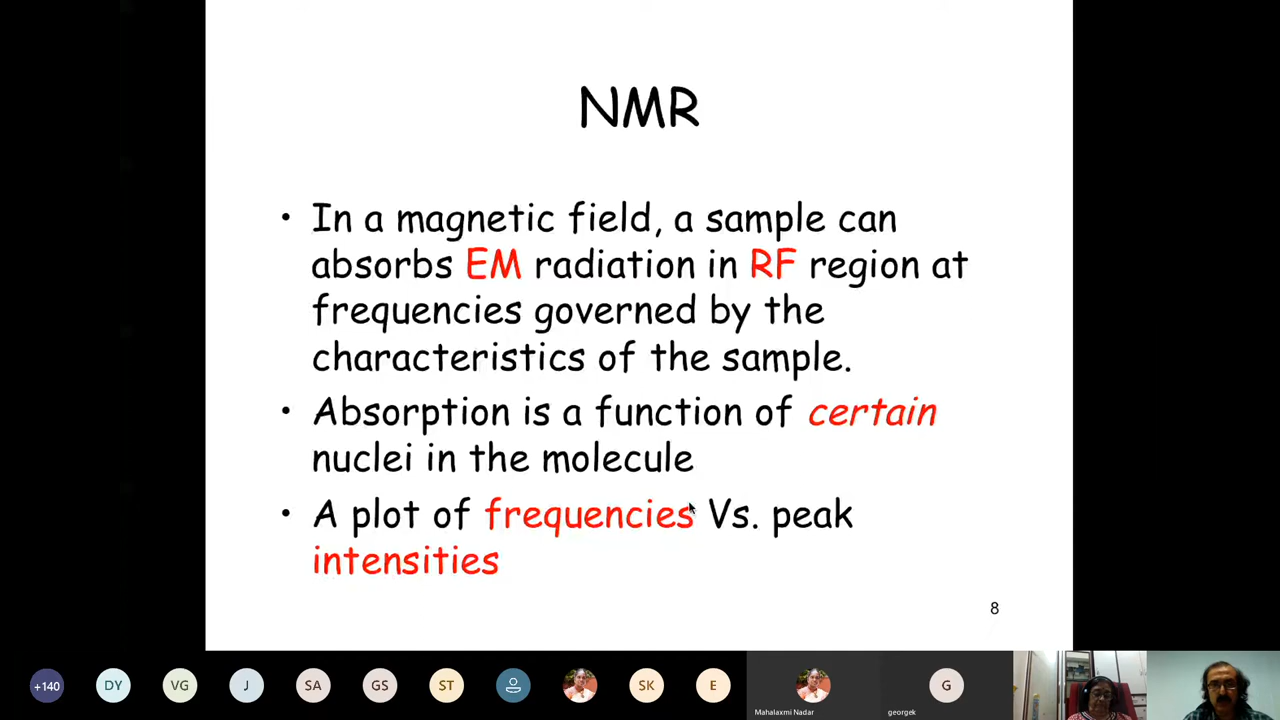 NMR
• In a magnetic field, a sample can
absorbs EM radiation in RF region at
frequencies governed by the
characteristics of the sample.
• Absorption is a function of certain
nuclei in the molecule
• A plot of frequencies Vs. peak
intensities
8
+140
DY
VG
J
SA
GS
ST
SK
E
G
Mahalaxmi Nadar
georgek